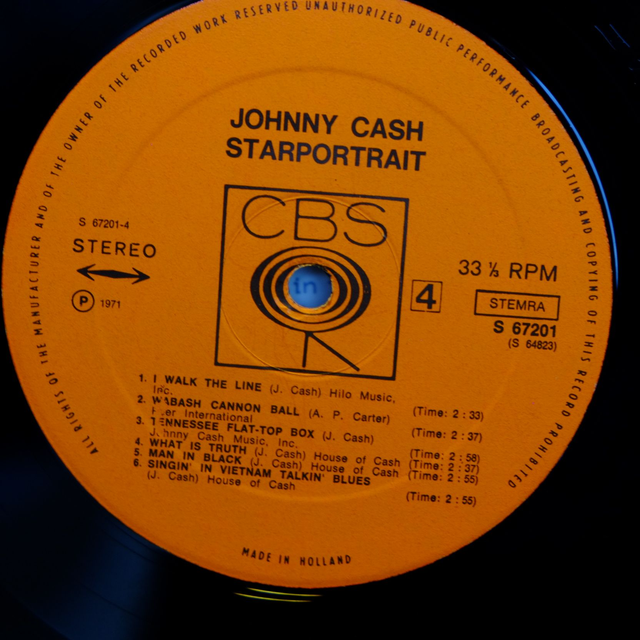 ALL RIGHTS OF THE MANUFACTURER AND OF THE OWNER OF THE RECORDED WORK RESERVED UNAUTHORIZED PUBLIC PERFORMANCE BROADCASTING AND COPYING OF THIS RECORD PROHIBITED
JOHNNY CASH
STARPORTRAIT
CBS
S 67201-4
STEREO
Ⓟ 1971
4
33 ⅓ RPM
STEMRA
S 67201
(S 64823)
1. I WALK THE LINE (J. Cash) Hilo Music,
Inc. (Time: 2:33)
2. WABASH CANNON BALL (A. P. Carter)
International (Time: 2:37)
3. TENNESSEE FLAT-TOP BOX (J. Cash)
Johnny Cash Music, Inc. (Time: 2:58)
4. WHAT IS TRUTH (J. Cash) House of Cash (Time: 2:37)
5. MAN IN BLACK (J. Cash) House of Cash (Time: 2:55)
6. SINGIN' IN VIETNAM TALKIN' BLUES
(J. Cash) House of Cash (Time: 2:55)
MADE IN HOLLAND